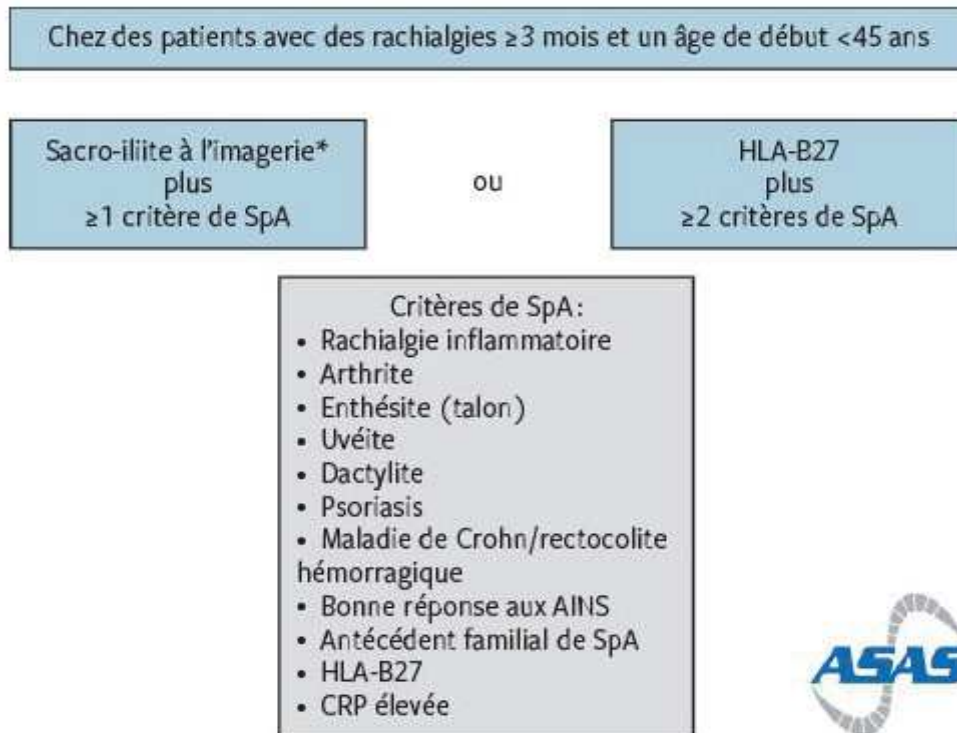 Chez des patients avec des rachialgies ≥3 mois et un âge de début <45 ans
Sacro-iliite à l'imagerie*
plus
≥1 critère de SpA
ou
HLA-B27
plus
≥2 critères de SpA
Critères de SpA:
• Rachialgie inflammatoire
• Arthrite
• Enthésite (talon)
• Uvéite
• Dactylite
• Psoriasis
• Maladie de Crohn/rectocolite
hémorragique
• Bonne réponse aux AINS
• Antécédent familial de SpA
• HLA-B27
• CRP élevée
ASAS